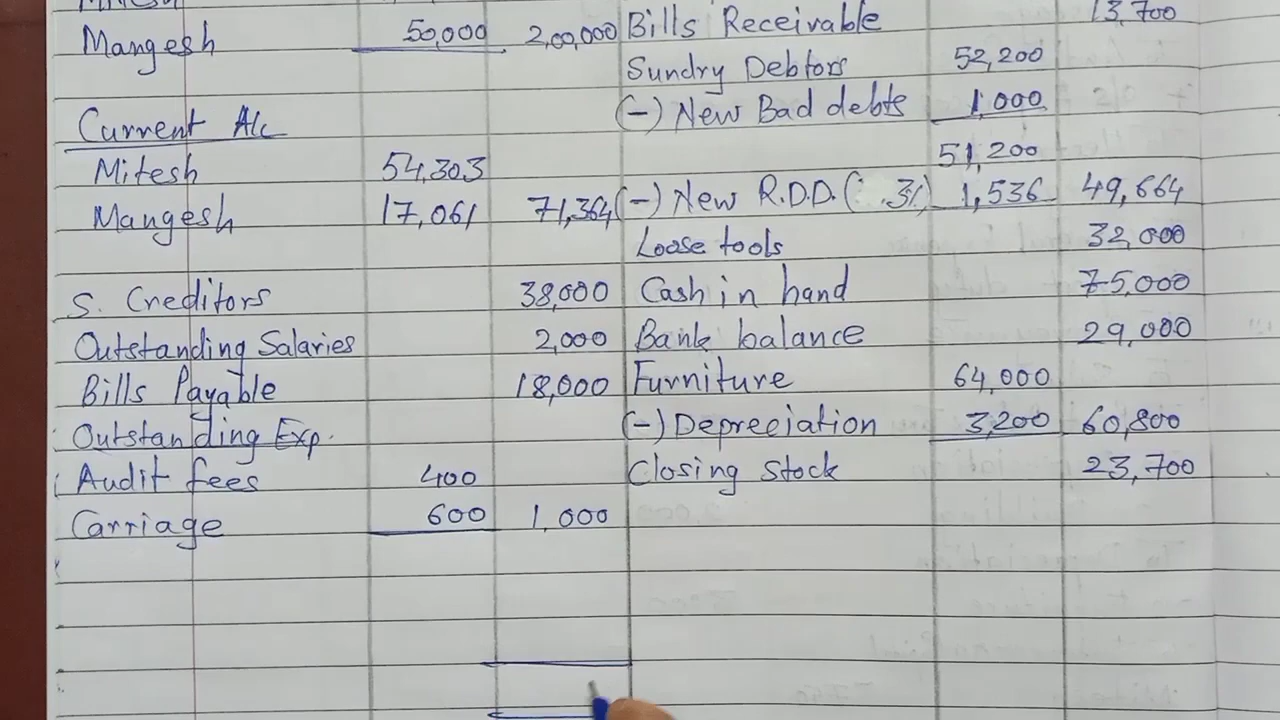 Mitesh
Mangesh 50,000 2,00,000 Bills Receivable 13,700
Sundry Debtors 52,200
Current A/c (-) New Bad debts 1,000
Mitesh 54,303 51,200
Mangesh 17,061 71,364 (-) New R.D.D. ( 3%) 1,536 49,664
Loose tools 32,000
S. Creditors 38,000 Cash in hand 75,000
Outstanding Salaries 2,000 Bank balance 29,000
Bills Payable 18,000 Furniture 64,000
Outstanding Exp. (-) Depreciation 3,200 60,800
Audit fees 400 Closing Stock 23,700
Carriage 600 1,000